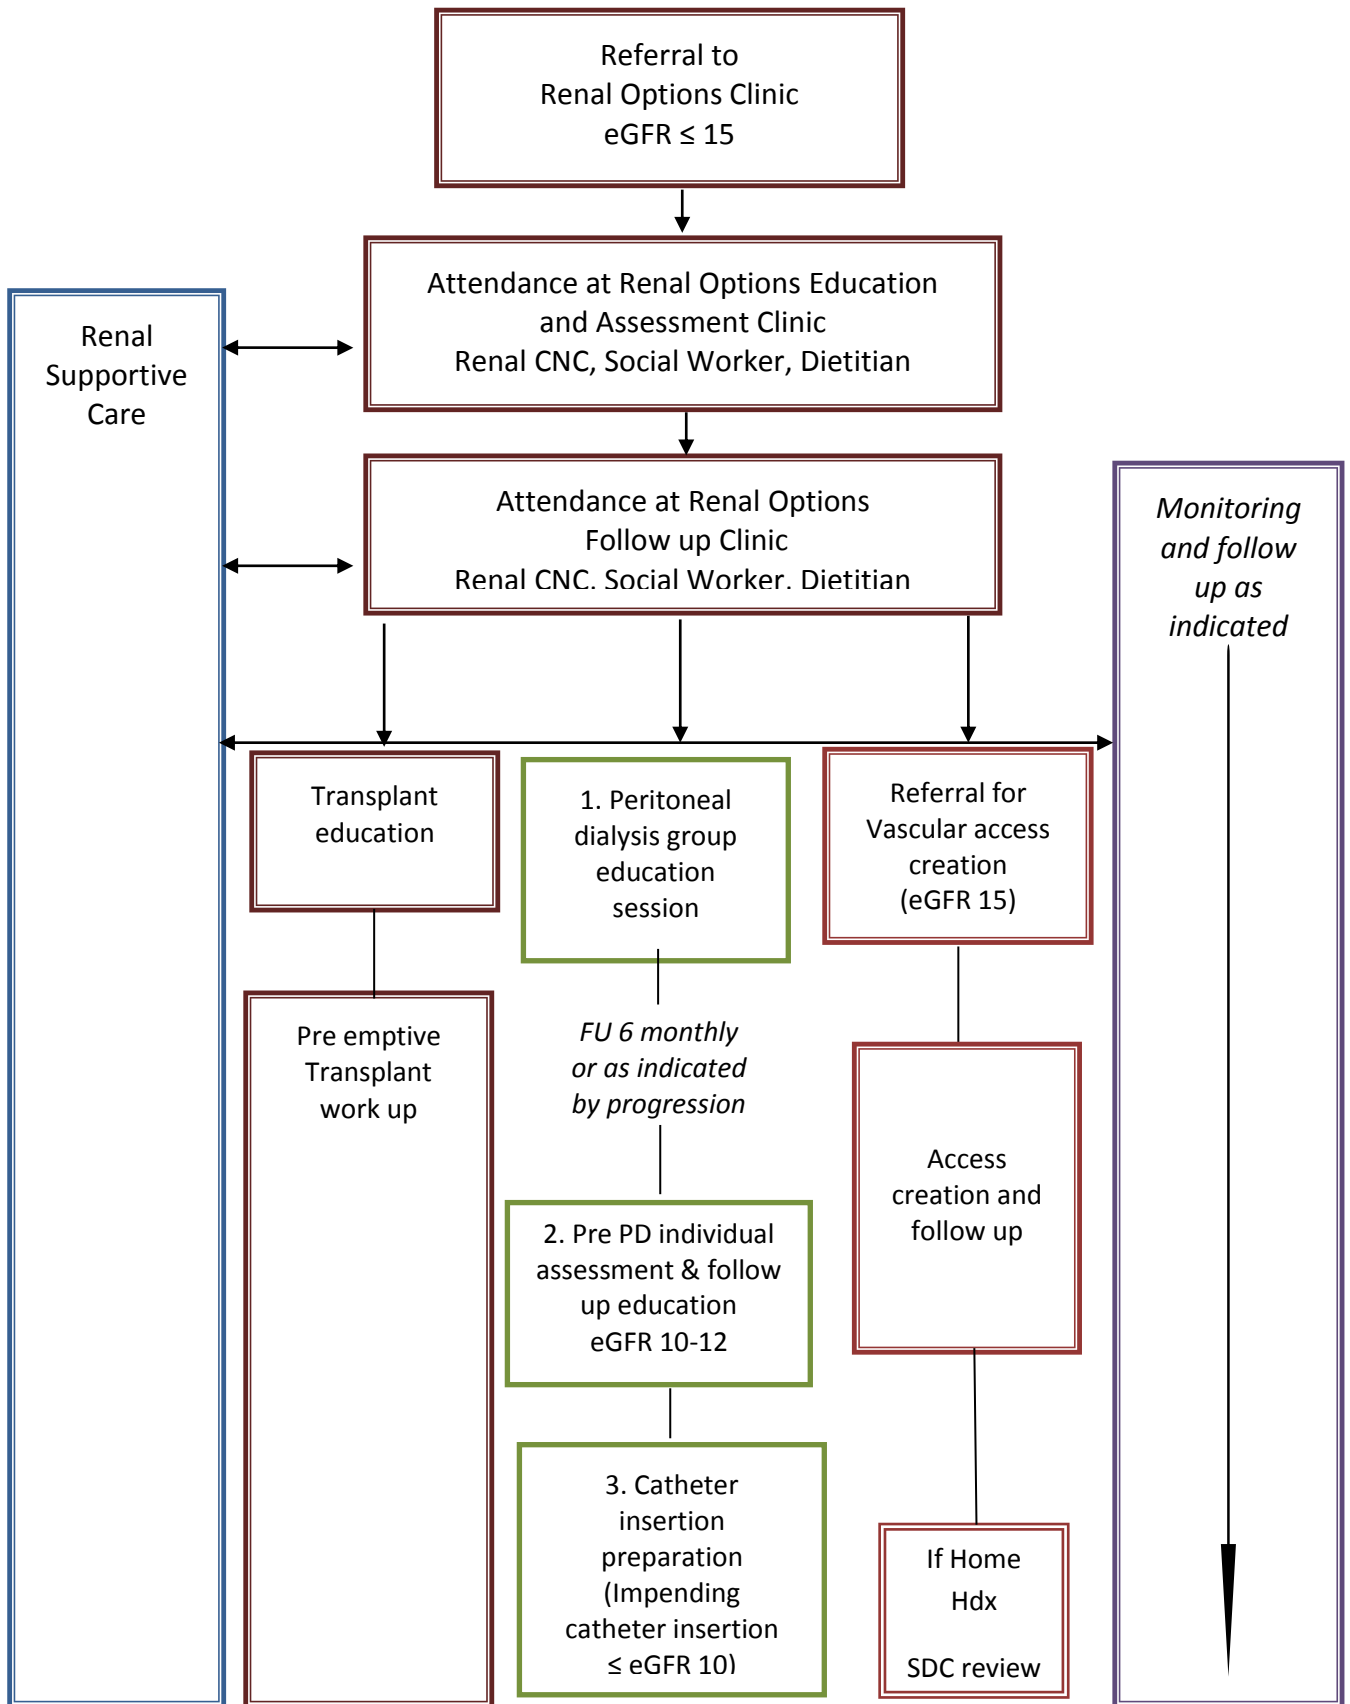 Referral to
Renal Options Clinic
eGFR ≤ 15
Attendance at Renal Options Education
and Assessment Clinic
Renal CNC, Social Worker, Dietitian
Renal
Supportive
Care
Attendance at Renal Options
Follow up Clinic
Renal CNC, Social Worker, Dietitian
Monitoring
and follow
up as
indicated
Transplant
education
Pre emptive
Transplant
work up
1. Peritoneal
dialysis group
education
session
FU 6 monthly
or as indicated
by progression
2. Pre PD individual
assessment & follow
up education
eGFR 10-12
3. Catheter
insertion
preparation
(Impending
catheter insertion
≤ eGFR 10)
Referral for
Vascular access
creation
(eGFR 15)
Access
creation and
follow up
If Home
Hdx
SDC review